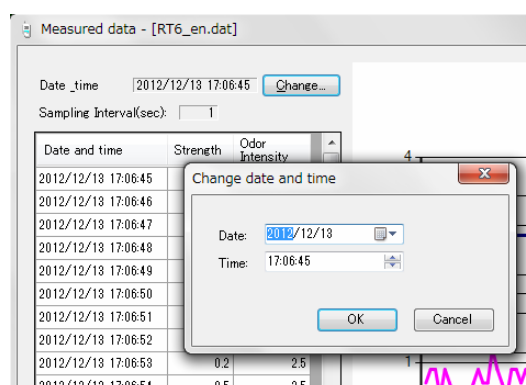 Measured data - [RT6_en.dat]
Date _time 2012/12/13 17:06:45 Change...
Sampling Interval(sec): 1
Date and time Strength Odor Intensity
4
2012/12/13 17:06:45
Change date and time
2012/12/13 17:06:46
2012/12/13 17:06:47
Date: 2012/12/13
2012/12/13 17:06:48
Time: 17:06:45
2012/12/13 17:06:49
2012/12/13 17:06:50
2012/12/13 17:06:51
OK Cancel
2012/12/13 17:06:52
2012/12/13 17:06:53 0.2 2.5
1